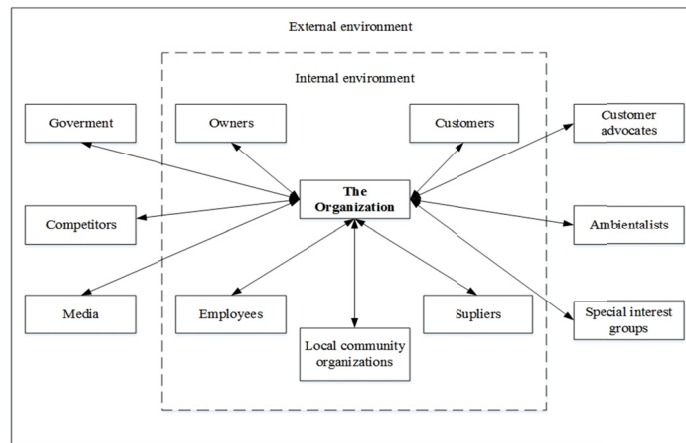 External environment
Internal environment
Goverment
Owners
Customers
Customer
advocates
The
Organization
Competitors
Ambientalists
Media
Employees
Supliers
Special interest
groups
Local community
organizations